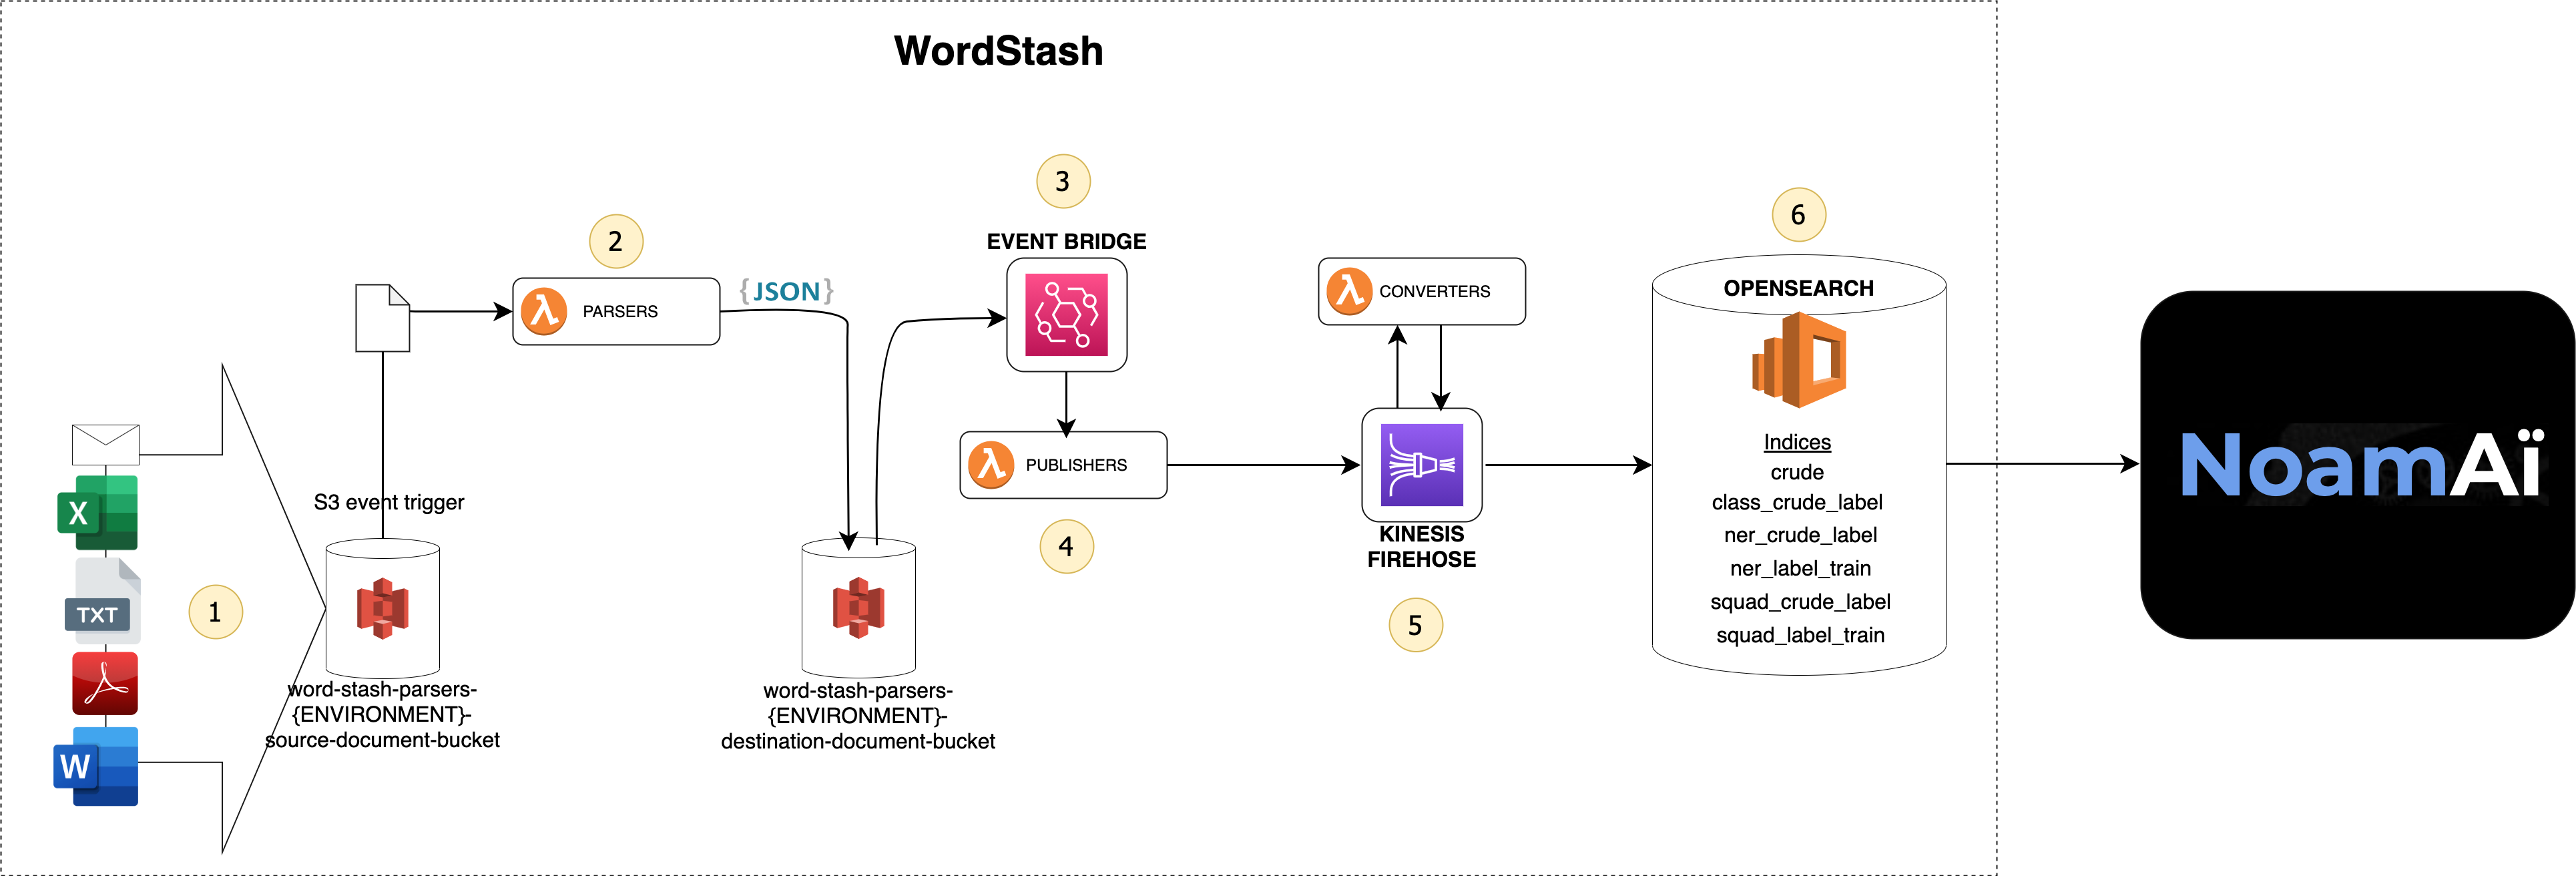 WordStash
1
X
TXT
W
S3 event trigger
word-stash-parsers-
{ENVIRONMENT}-
source-document-bucket
2
PARSERS
{JSON}
word-stash-parsers-
{ENVIRONMENT}-
destination-document-bucket
3
EVENT BRIDGE
PUBLISHERS
4
CONVERTERS
KINESIS
FIREHOSE
5
6
OPENSEARCH
Indices
crude
class_crude_label
ner_crude_label
ner_label_train
squad_crude_label
squad_label_train
NoamAï